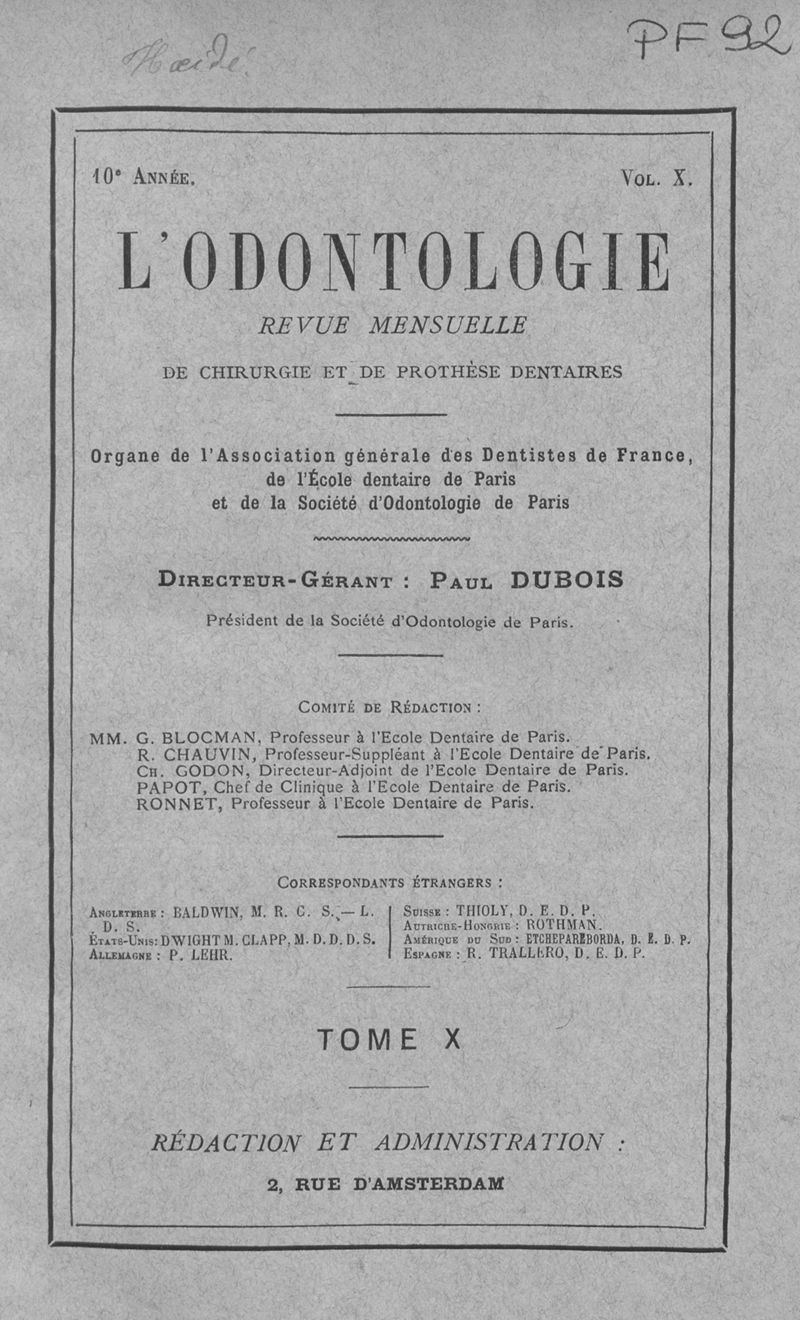 PF 92
10e ANNÉE.
VOL. X.
L'ODONTOLOGIE
REVUE MENSUELLE
DE CHIRURGIE ET DE PROTHÈSE DENTAIRES
Organe de l'Association générale des Dentistes de France,
de l'École dentaire de Paris
et de la Société d'Odontologie de Paris
DIRECTEUR-GÉRANT : PAUL DUBOIS
Président de la Société d'Odontologie de Paris.
COMITÉ DE RÉDACTION :
MM. G. BLOCMAN, Professeur à l'Ecole Dentaire de Paris.
R. CHAUVIN, Professeur-Suppléant à l'Ecole Dentaire de Paris.
CH. GODON, Directeur-Adjoint de l'Ecole Dentaire de Paris.
PAPOT, Chef de Clinique à l'Ecole Dentaire de Paris.
RONNET, Professeur à l'Ecole Dentaire de Paris.
CORRESPONDANTS ÉTRANGERS :
ANGLETERRE : BALDWIN, M. R. C. S. — L.
D. S.
ÉTATS-UNIS: DWIGHT M. CLAPP, M. D. D. D. S.
ALLEMAGNE : P. LEHR.
SUISSE : THIOLY, D. E. D. P.
AUTRICHE-HONGRIE : ROTHMAN.
AMÉRIQUE DU SUD : ETCHEPAREBORDA, D. E. D. P.
ESPAGNE : R. TRALLERO, D. E. D. P.
TOME X
RÉDACTION ET ADMINISTRATION :
2, RUE D'AMSTERDAM